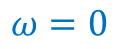 ω = 0